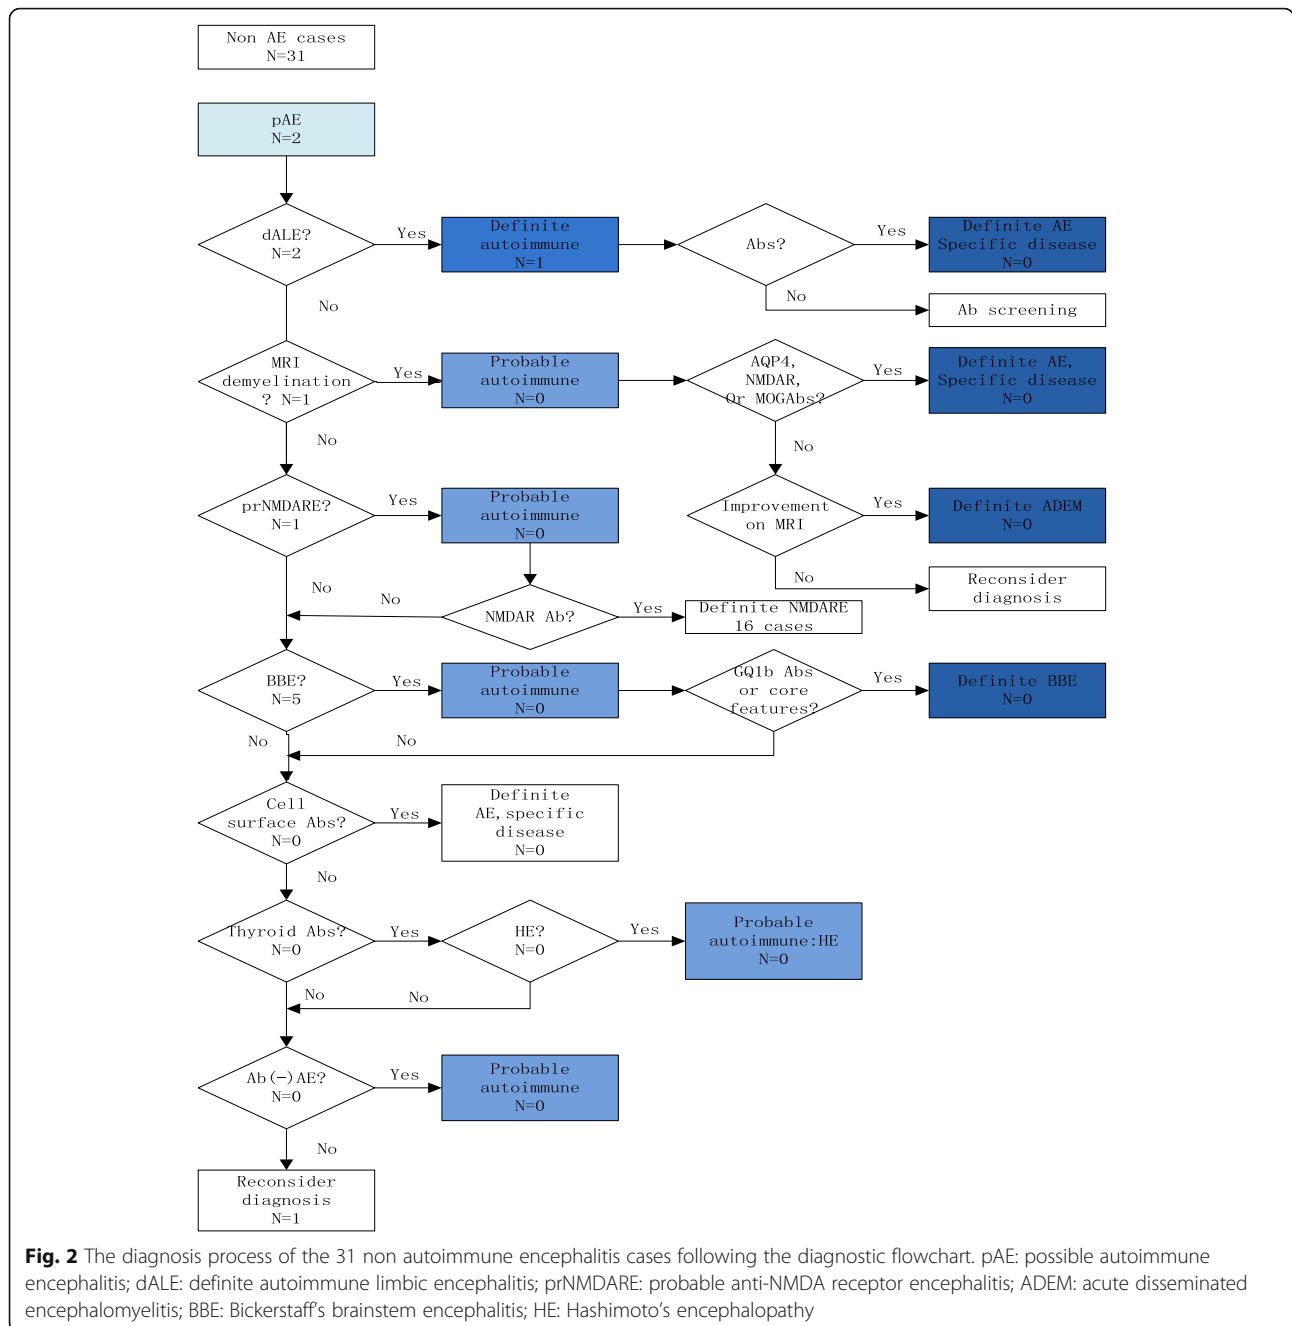 Non AE cases
N=31
pAE
N=2
dALE?
N=2
Yes
Definite
autoimmune
N=1
Abs?
Yes
Definite AE
Specific disease
N=0
No
Ab screening
No
MRI
demyelination
? N=1
Yes
Probable
autoimmune
N=0
AQP4,
NMDAR,
Or MOGAbs?
Yes
Definite AE,
Specific disease
N=0
No
No
prNMDARE?
N=1
Yes
Probable
autoimmune
N=0
Improvement
on MRI
Yes
Definite ADEM
N=0
No
Reconsider
diagnosis
No
No
NMDAR Ab?
Yes
Definite NMDARE
16 cases
BBE?
N=5
Yes
Probable
autoimmune
N=0
GQ1b Abs
or core
features?
Yes
Definite BBE
N=0
No
No
Cell
surface Abs?
N=0
Yes
Definite
AE,specific
disease
N=0
No
Thyroid Abs?
N=0
Yes
HE?
N=0
Yes
Probable
autoimmune:HE
N=0
No
No
Ab(-)AE?
N=0
Yes
Probable
autoimmune
N=0
No
Reconsider
diagnosis
N=1
Fig. 2 The diagnosis process of the 31 non autoimmune encephalitis cases following the diagnostic flowchart. pAE: possible autoimmune
encephalitis; dALE: definite autoimmune limbic encephalitis; prNMDARE: probable anti-NMDA receptor encephalitis; ADEM: acute disseminated
encephalomyelitis; BBE: Bickerstaff's brainstem encephalitis; HE: Hashimoto's encephalopathy